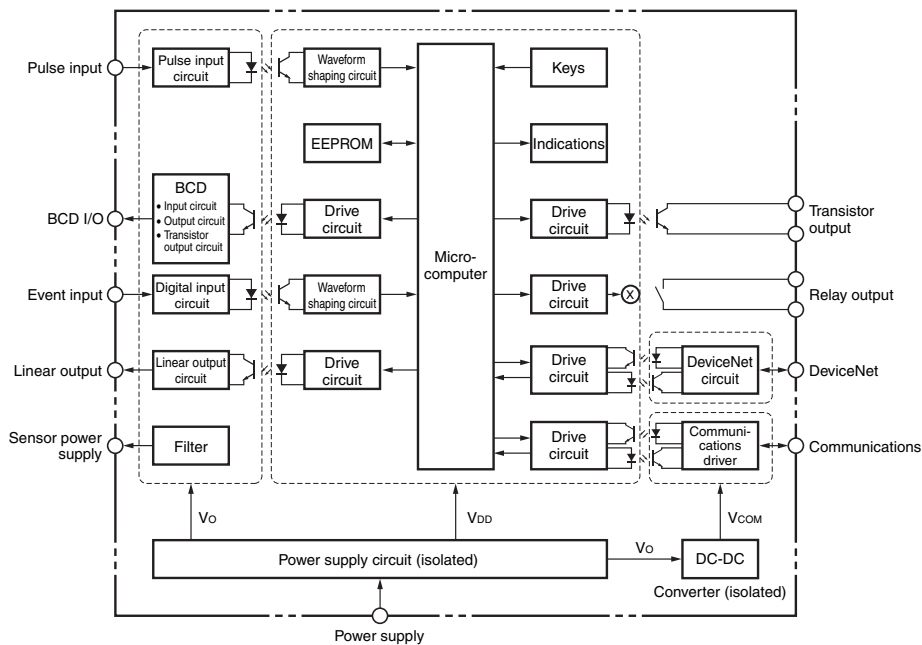 Pulse input
Pulse input
circuit
Waveform
shaping circuit
Keys
EEPROM
Indications
BCD I/O
BCD
• Input circuit
• Output circuit
• Transistor
output circuit
Drive
circuit
Micro-
computer
Drive
circuit
Transistor
output
Event input
Digital input
circuit
Waveform
shaping circuit
Drive
circuit
X
Relay output
Linear output
Linear output
circuit
Drive
circuit
Drive
circuit
DeviceNet
circuit
DeviceNet
Sensor power
supply
Filter
Drive
circuit
Communi-
cations
driver
Communications
VO
VDD
VCOM
Power supply circuit (isolated)
VO
DC-DC
Converter (isolated)
Power supply